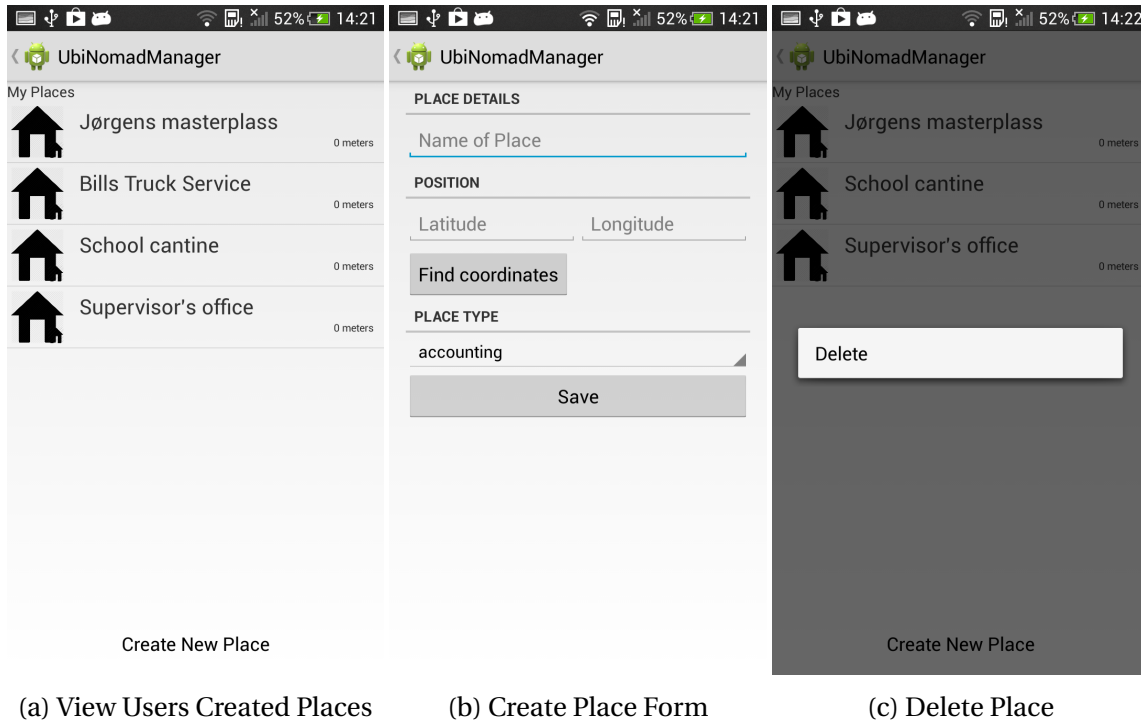 52% 14:21
UbiNomadManager
My Places
Jørgens masterplass
0 meters
Bills Truck Service
0 meters
School cantine
0 meters
Supervisor's office
0 meters
Create New Place
(a) View Users Created Places
52% 14:21
UbiNomadManager
PLACE DETAILS
Name of Place
POSITION
Latitude Longitude
Find coordinates
PLACE TYPE
accounting
Save
(b) Create Place Form
52% 14:22
UbiNomadManager
My Places
Jørgens masterplass
0 meters
School cantine
0 meters
Supervisor's office
0 meters
Delete
Create New Place
(c) Delete Place